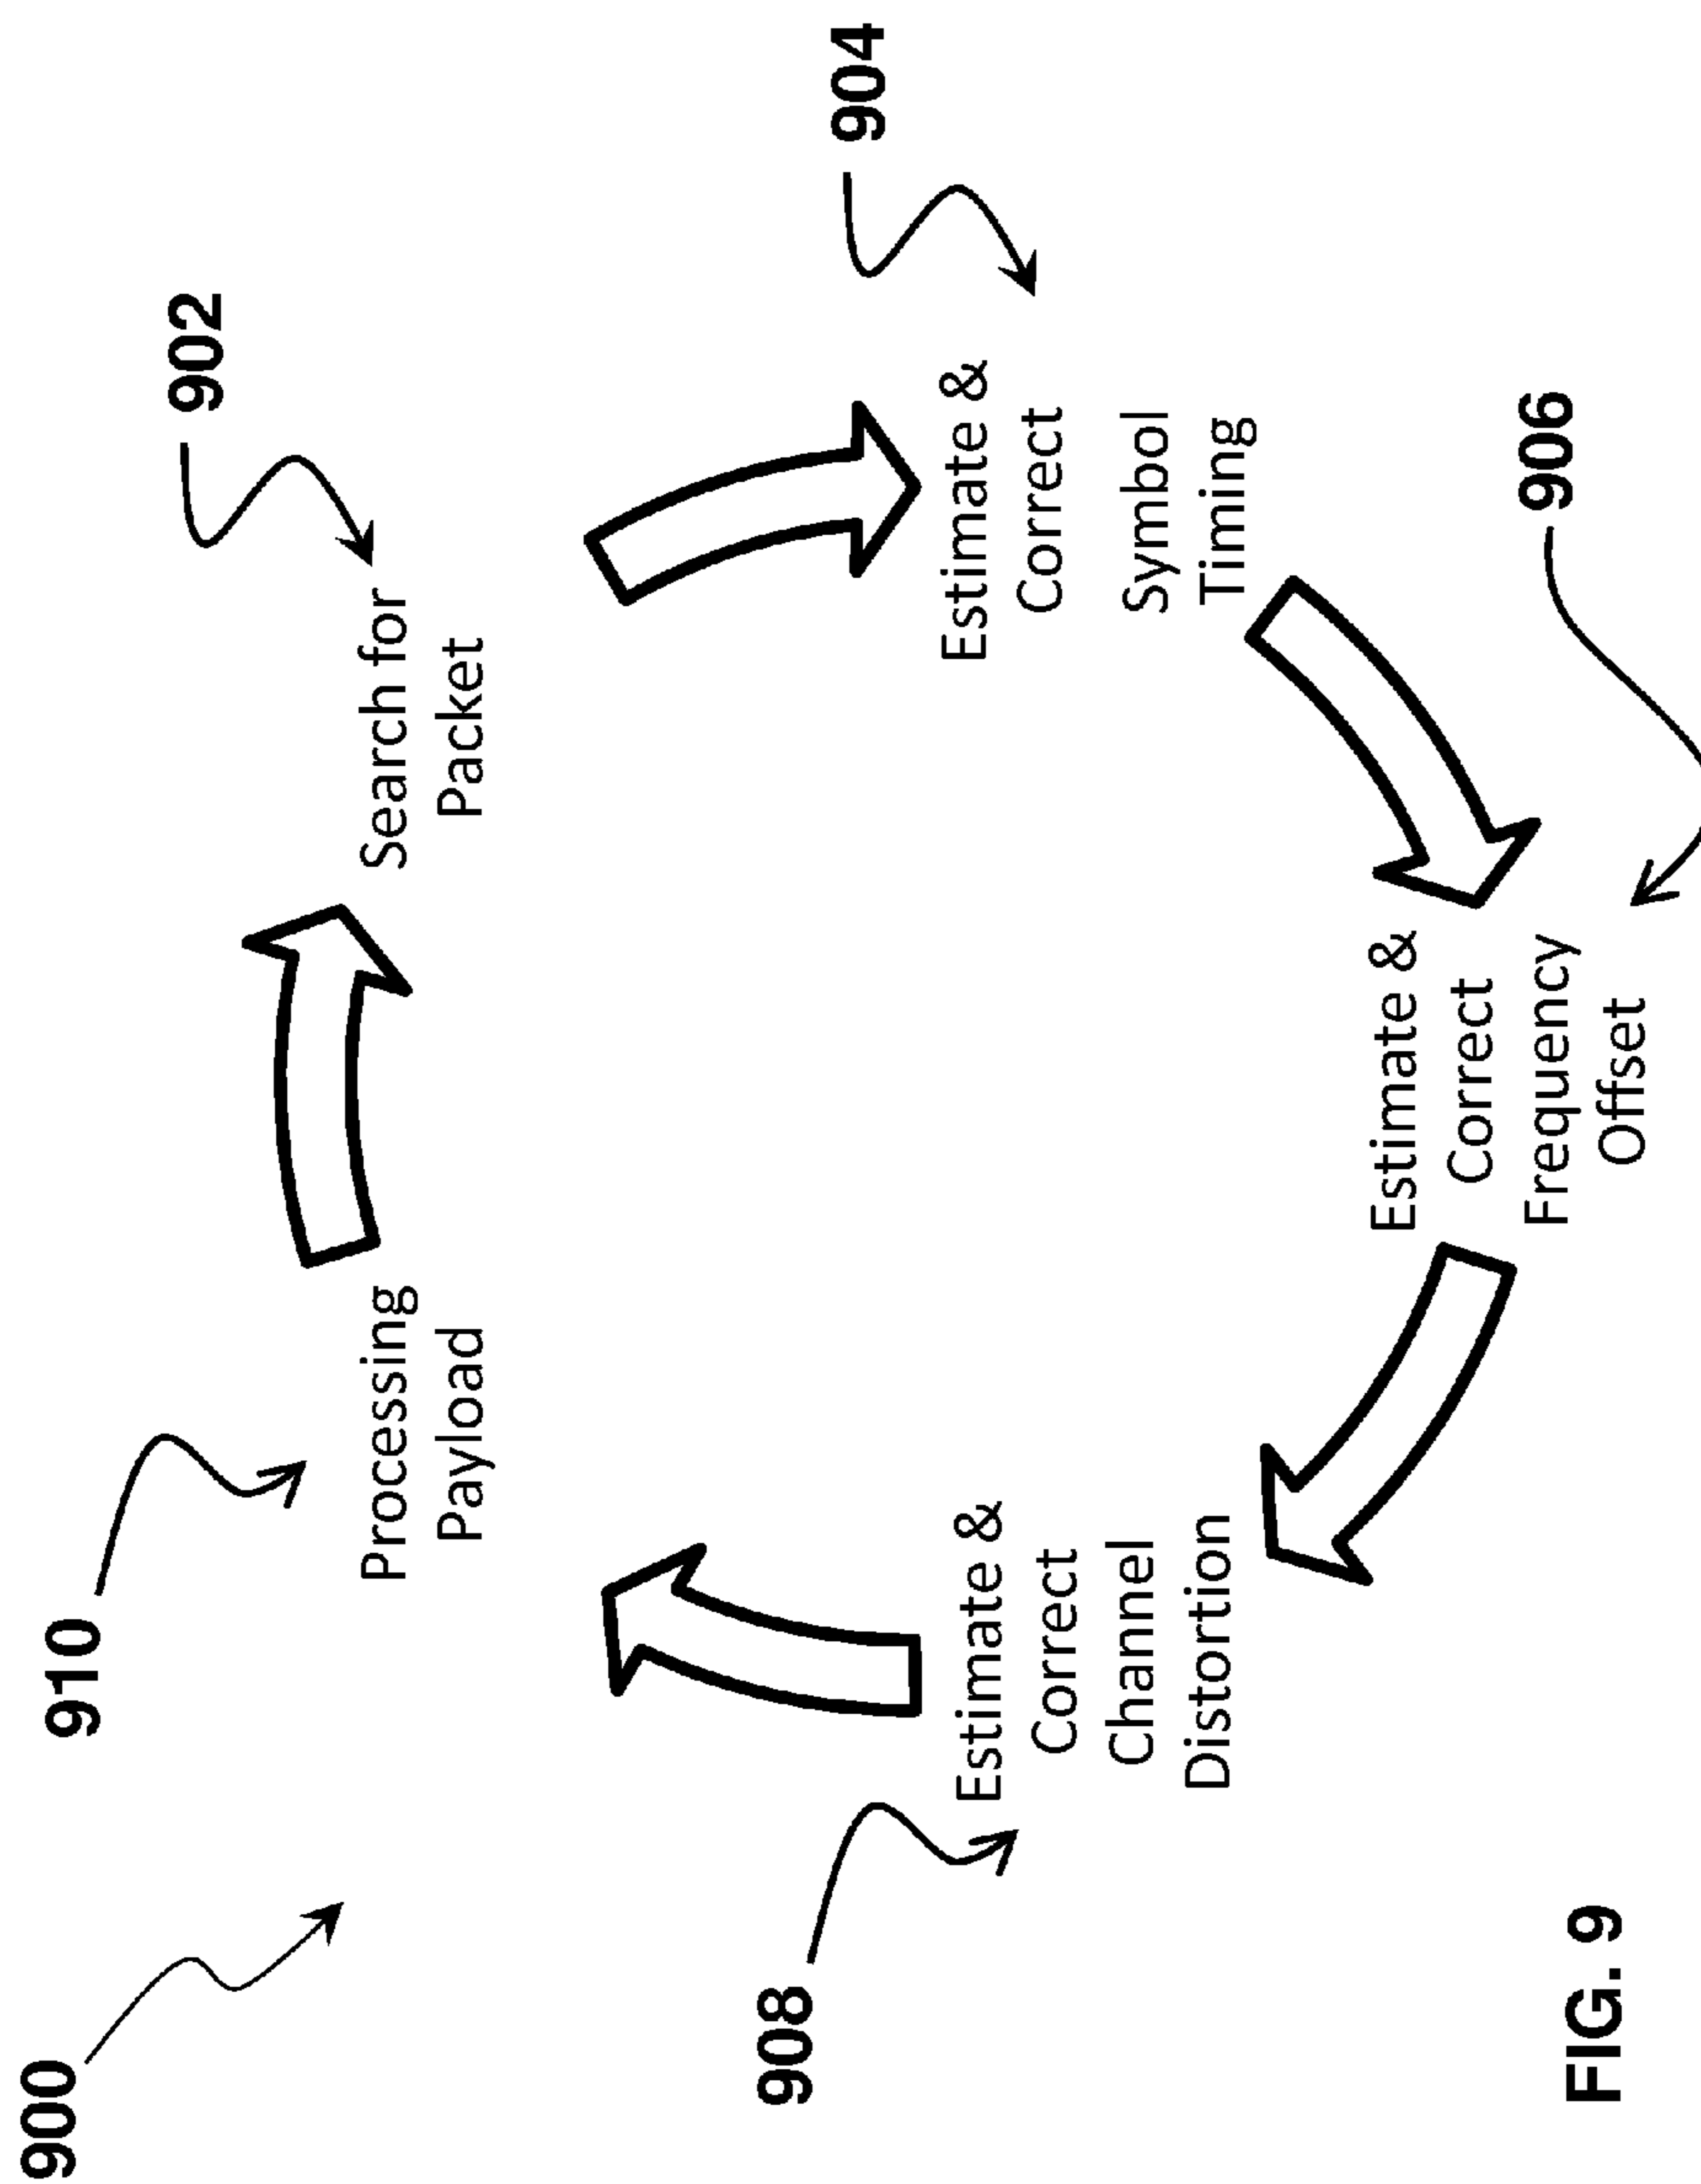 900
910
Processing
Payload
902
Search for
Packet
904
Estimate &
Correct
Symbol
Timing
906
Estimate &
Correct
Frequency
Offset
908
Estimate &
Correct
Channel
Distortion
FIG. 9